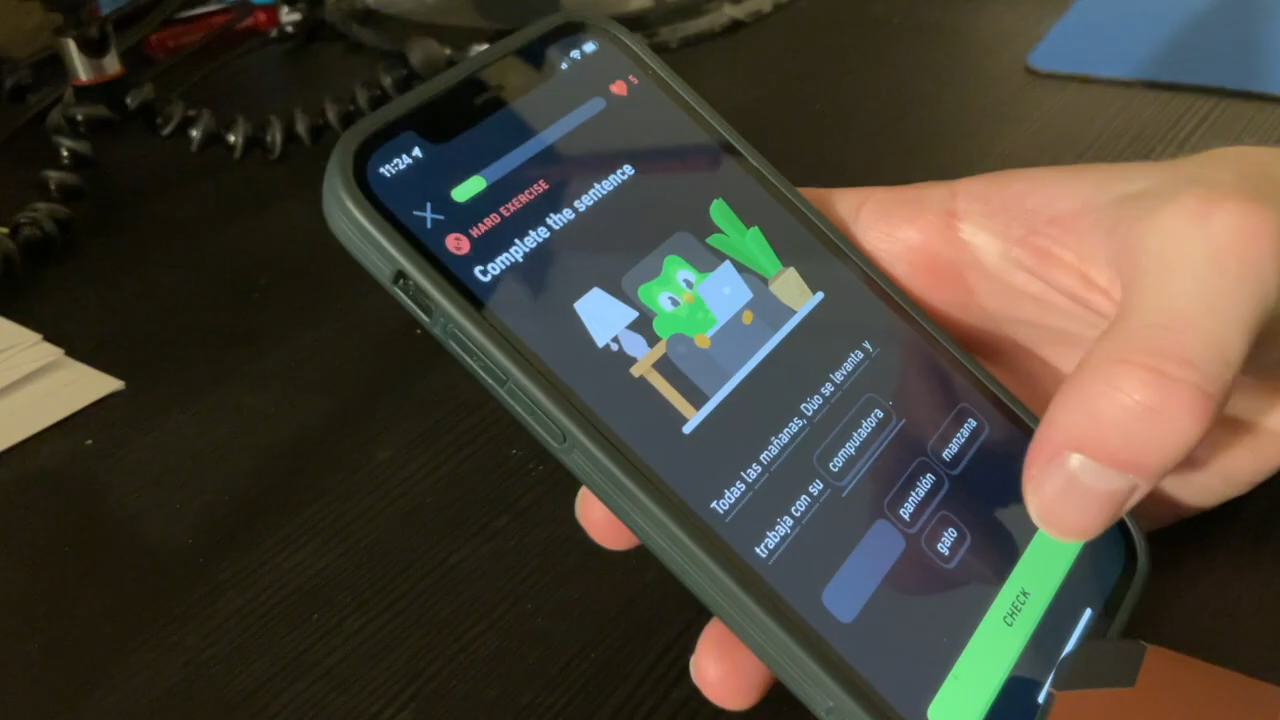 11:24
5
HARD EXERCISE
Complete the sentence
Todas las mañanas, Dúo se levanta y
trabaja con su computadora.
pantalón manzana
gato
CHECK